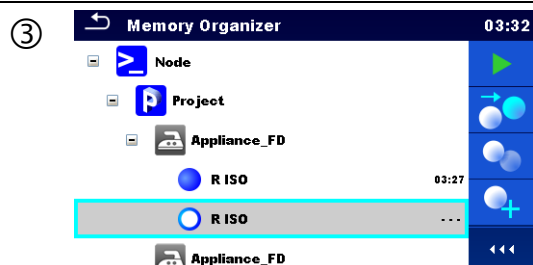 ③
Memory Organizer 03:32
Node
Project
Appliance_FD
R ISO 03:27
R ISO ---
Appliance_FD